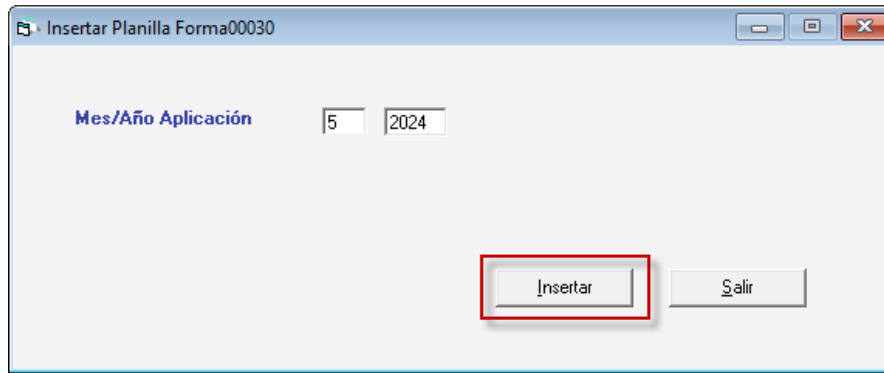 Insertar Planilla Forma00030
Mes/Año Aplicación 5 2024
Insertar Salir